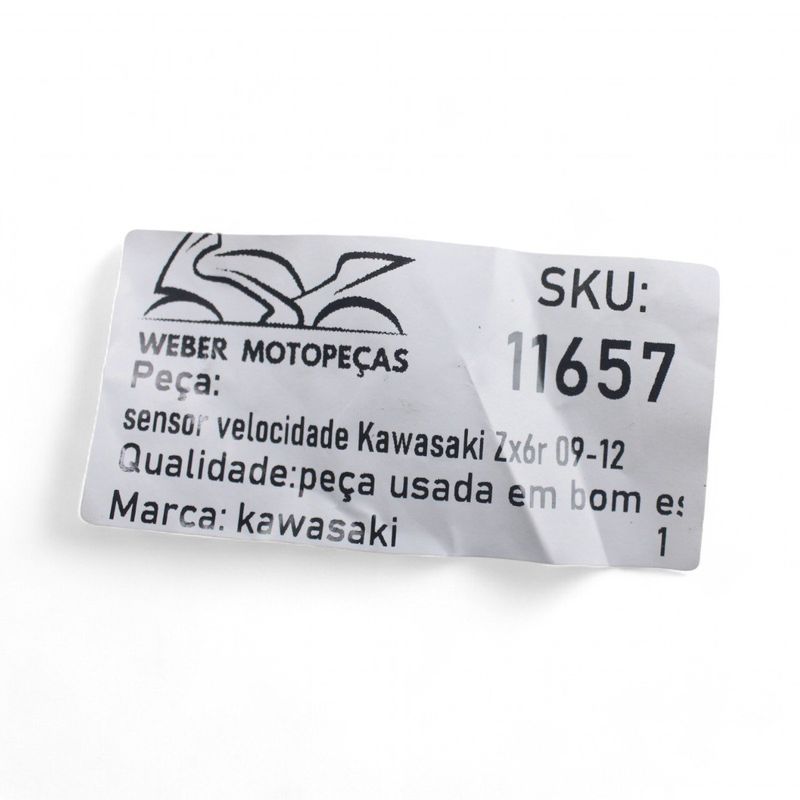 WEBER MOTOPEÇAS
SKU:
11657
Peça:
sensor velocidade Kawasaki Zx6r 09-12
Qualidade:peça usada em bom es
Marca: kawasaki
1